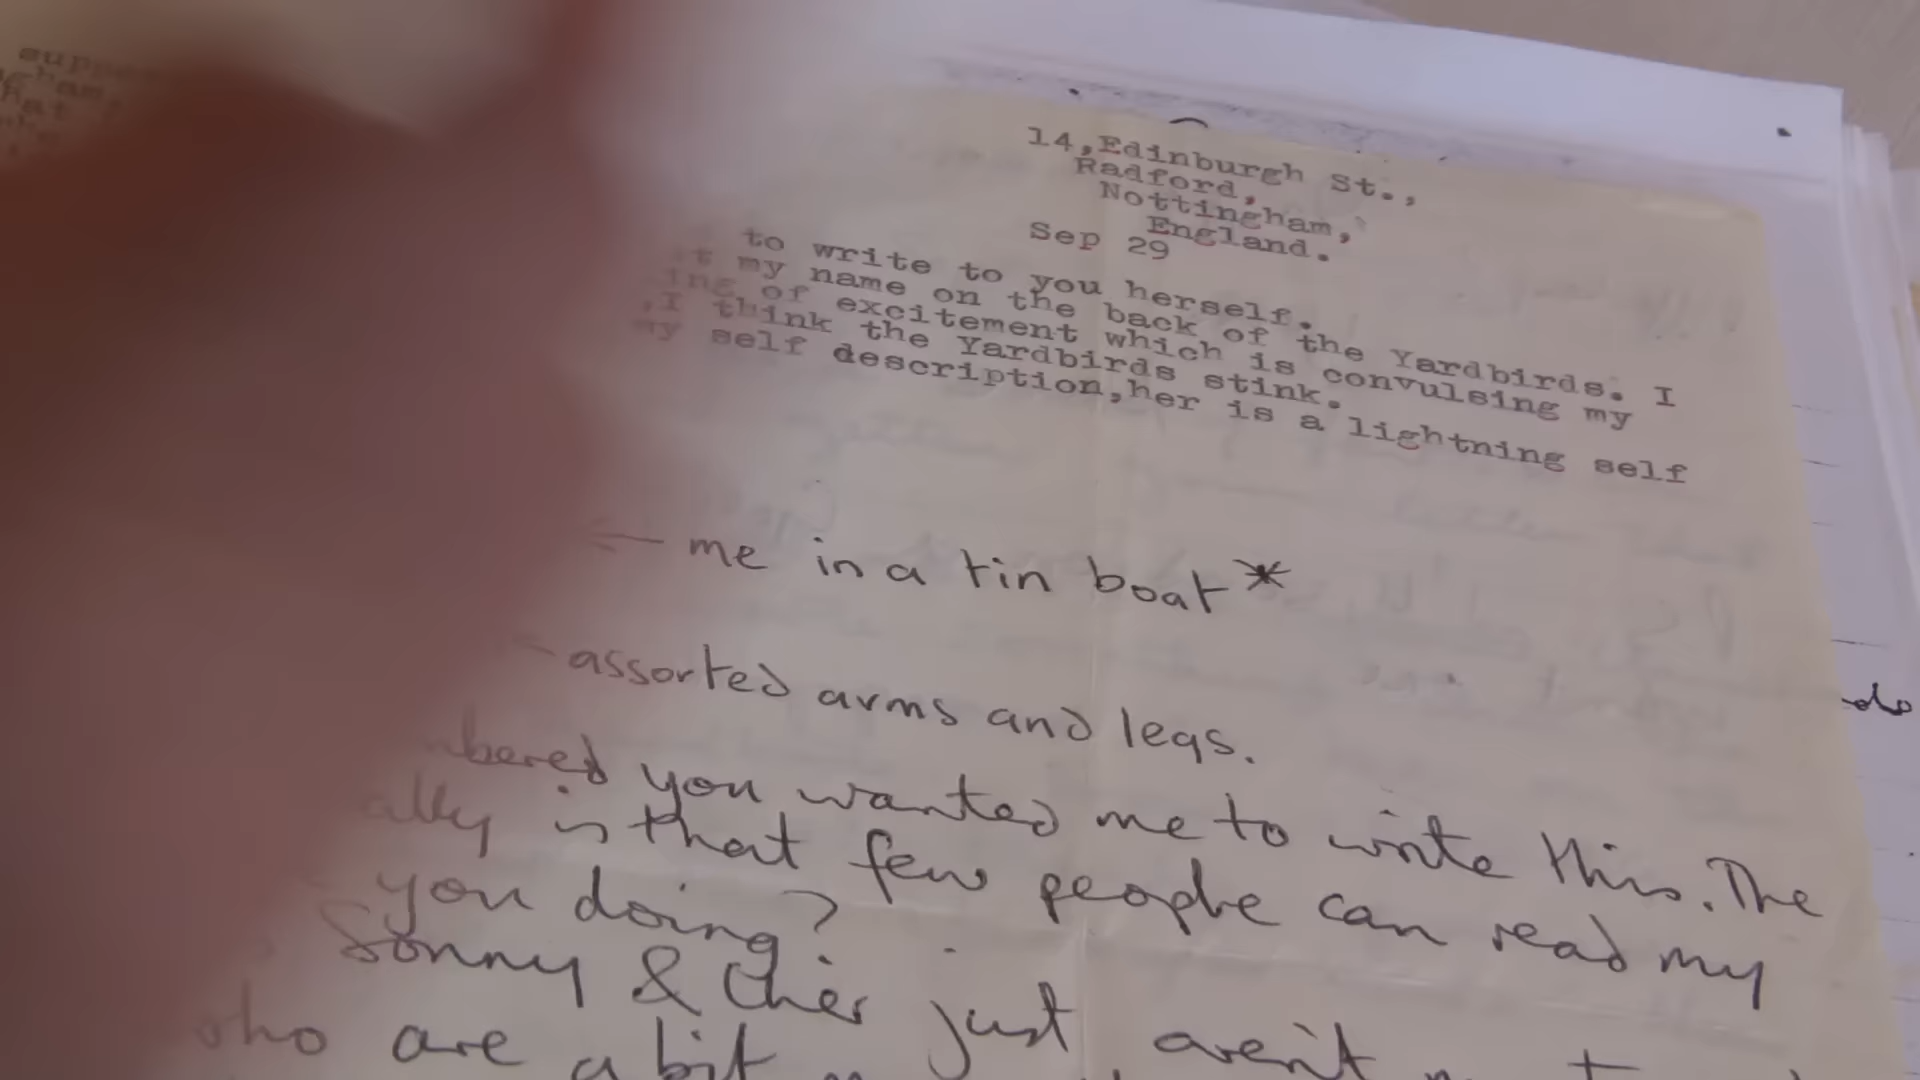 14,Edinburgh St.,
Radford,
Nottingham,
England.
Sep 29
to write to you herself.
my name on the back of the Yardbirds. I
of excitement which is convulsing my
,I think the Yardbirds stink.
self description,her is a lightning self
me in a tin boat*
assorted arms and legs.
you wanted me to write this. The
is that few people can read my
you doing?
Sonny & Cher just aren't
who are a bit
do